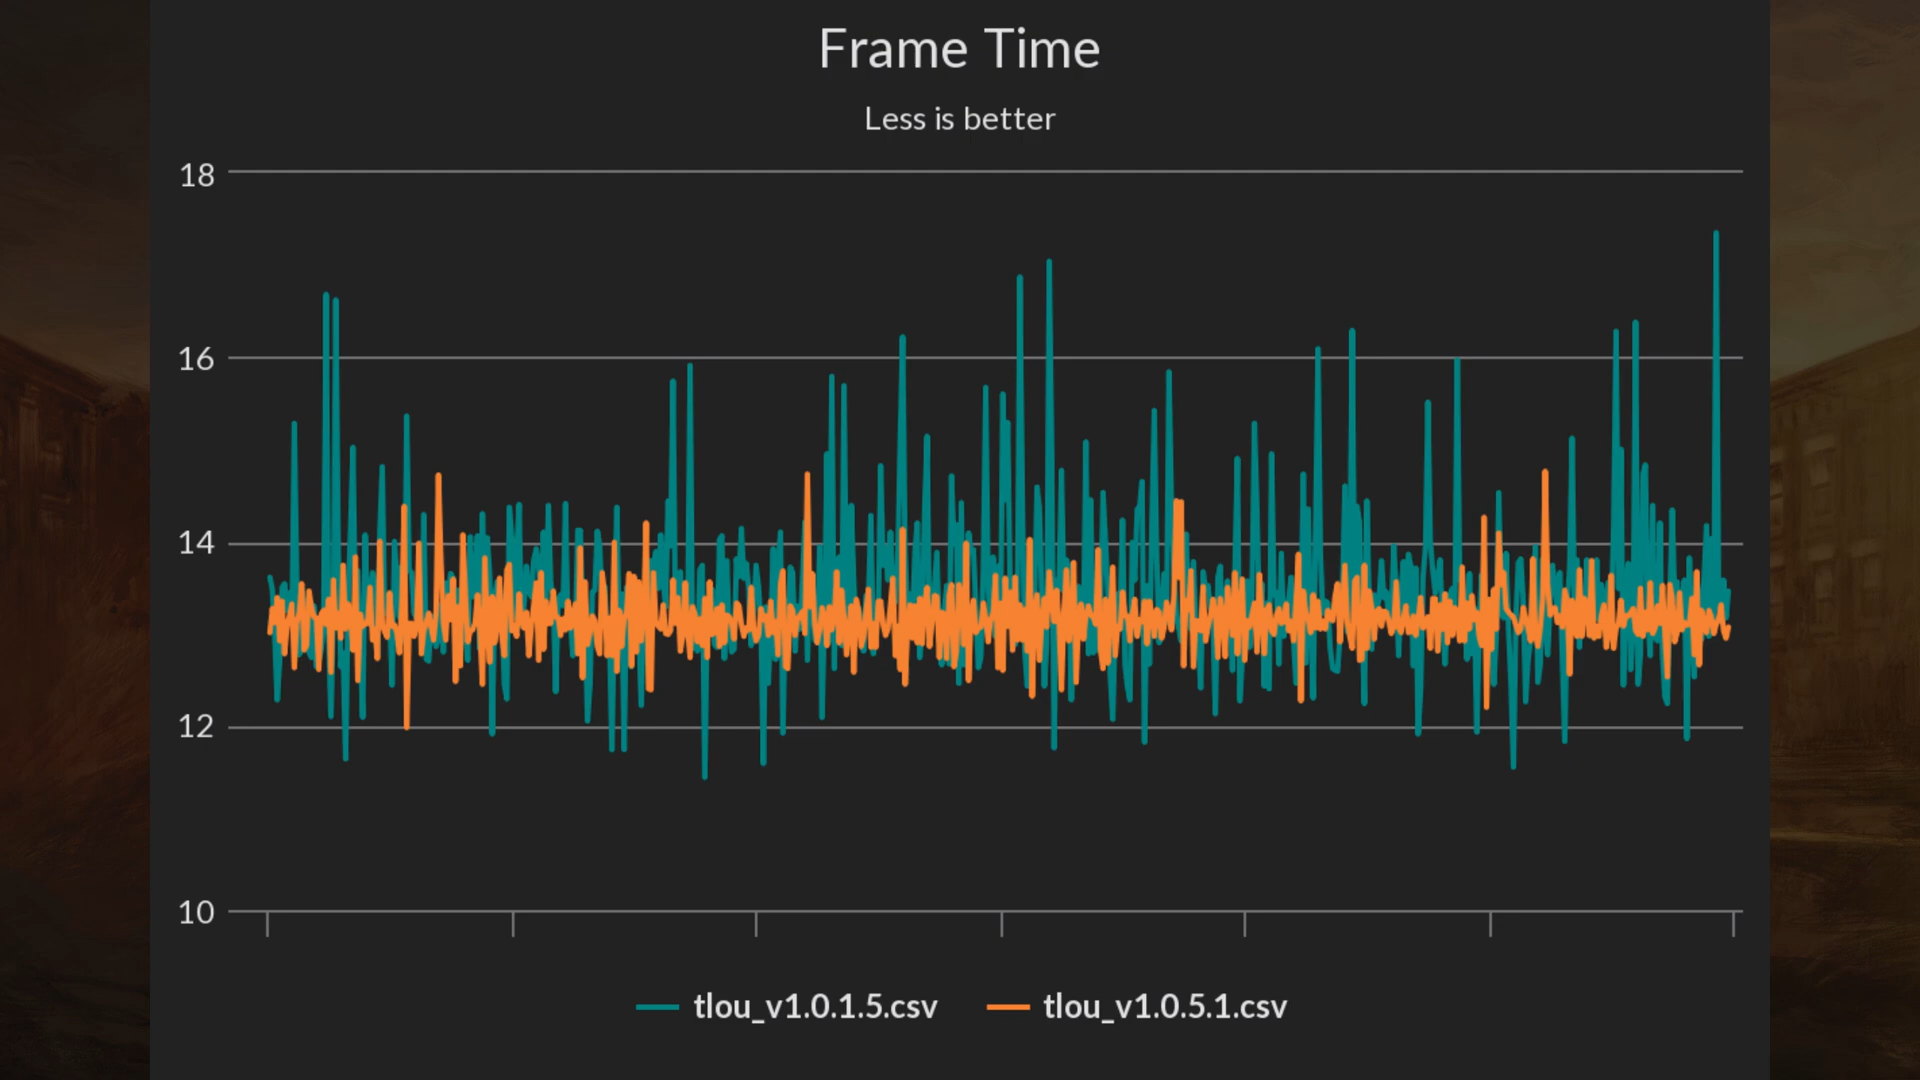 Frame Time
Less is better
18
16
14
12
10
tlou_v1.0.1.5.csv
tlou_v1.0.5.1.csv